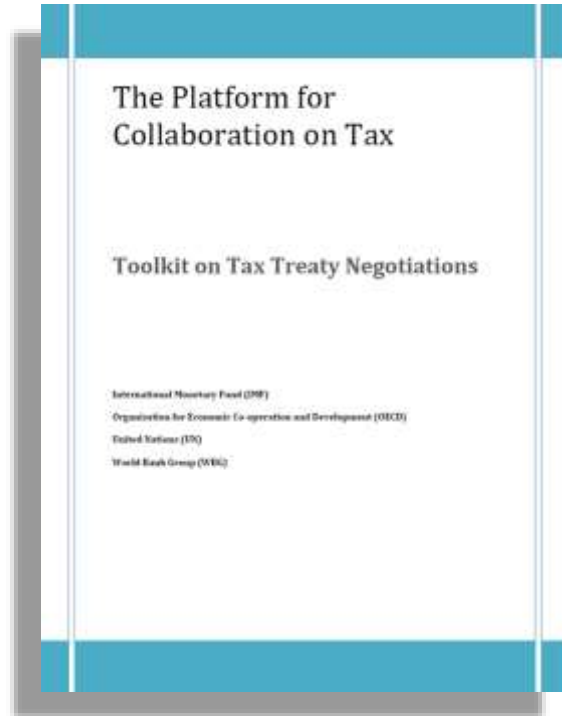 The Platform for
Collaboration on Tax
Toolkit on Tax Treaty Negotiations
International Monetary Fund (IMF)
Organisation for Economic Co-operation and Development (OECD)
United Nations (UN)
World Bank Group (WBG)